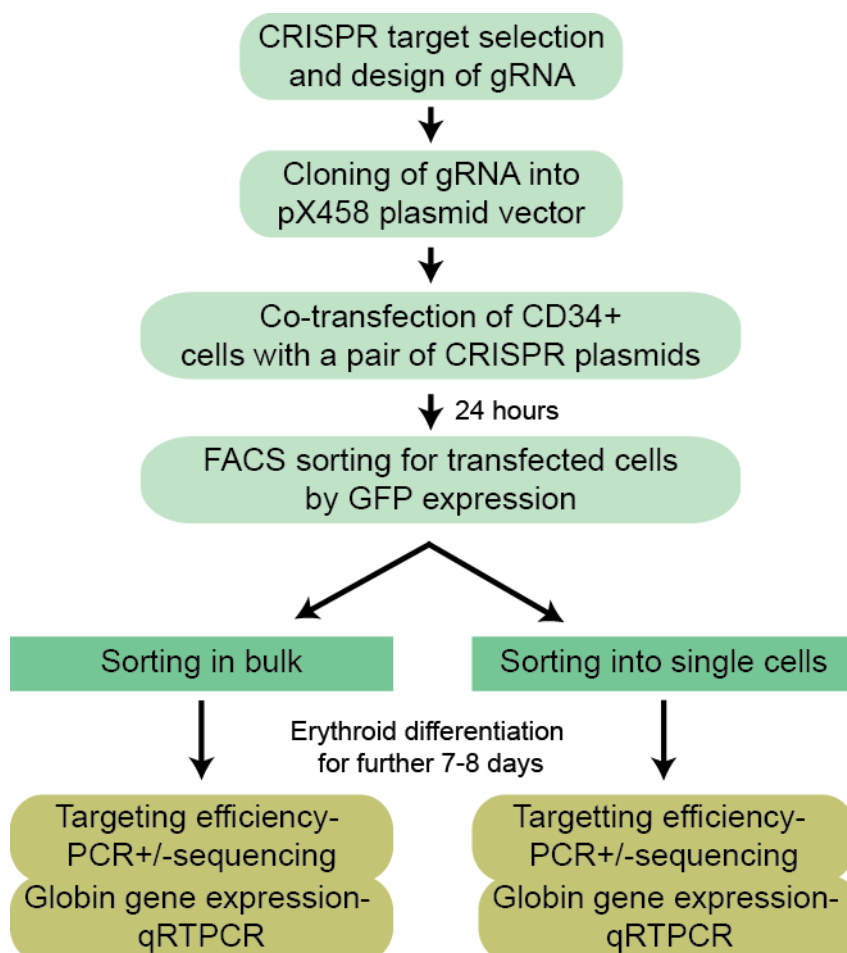 CRISPR target selection
and design of gRNA
Cloning of gRNA into
pX458 plasmid vector
Co-transfection of CD34+
cells with a pair of CRISPR plasmids
24 hours
FACS sorting for transfected cells
by GFP expression
Sorting in bulk
Sorting into single cells
Erythroid differentiation
for further 7-8 days
Targeting efficiency-
PCR+/-sequencing
Globin gene expression-
qRTPCR
Targetting efficiency-
PCR+/-sequencing
Globin gene expression-
qRTPCR